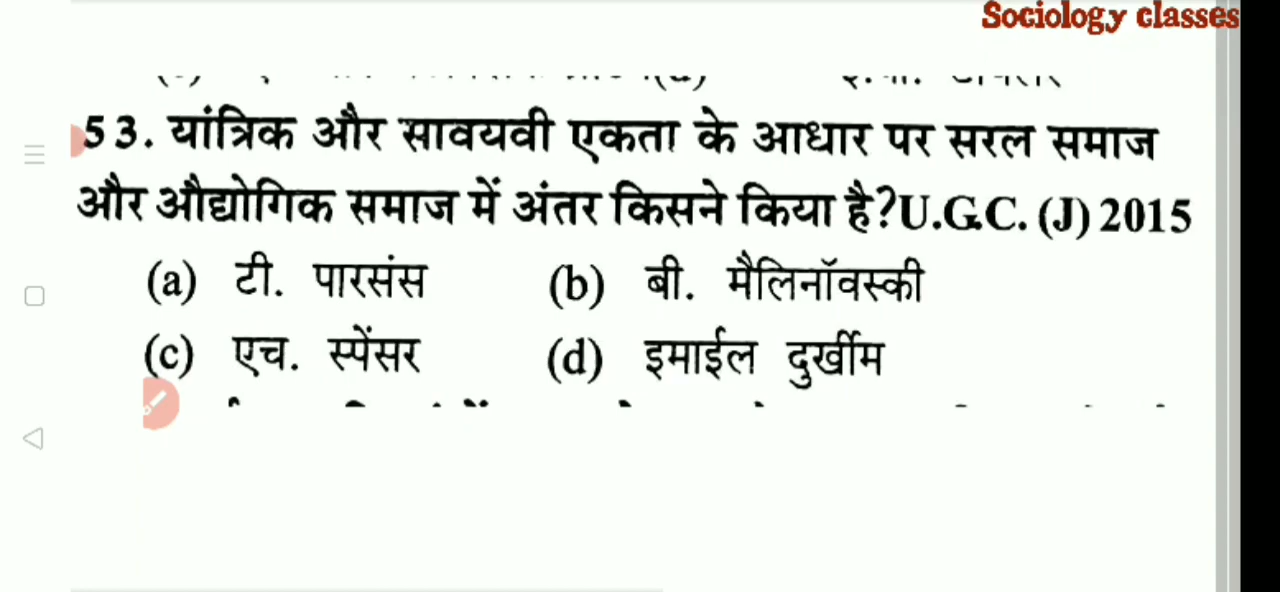 Sociology classes
53. यांत्रिक और सावयवी एकता के आधार पर सरल समाज
और औद्योगिक समाज में अंतर किसने किया है?U.G.C. (J) 2015
(a) टी. पारसंस (b) बी. मैलिनॉवस्की
(c) एच. स्पेंसर (d) इमाईल दुर्खीम